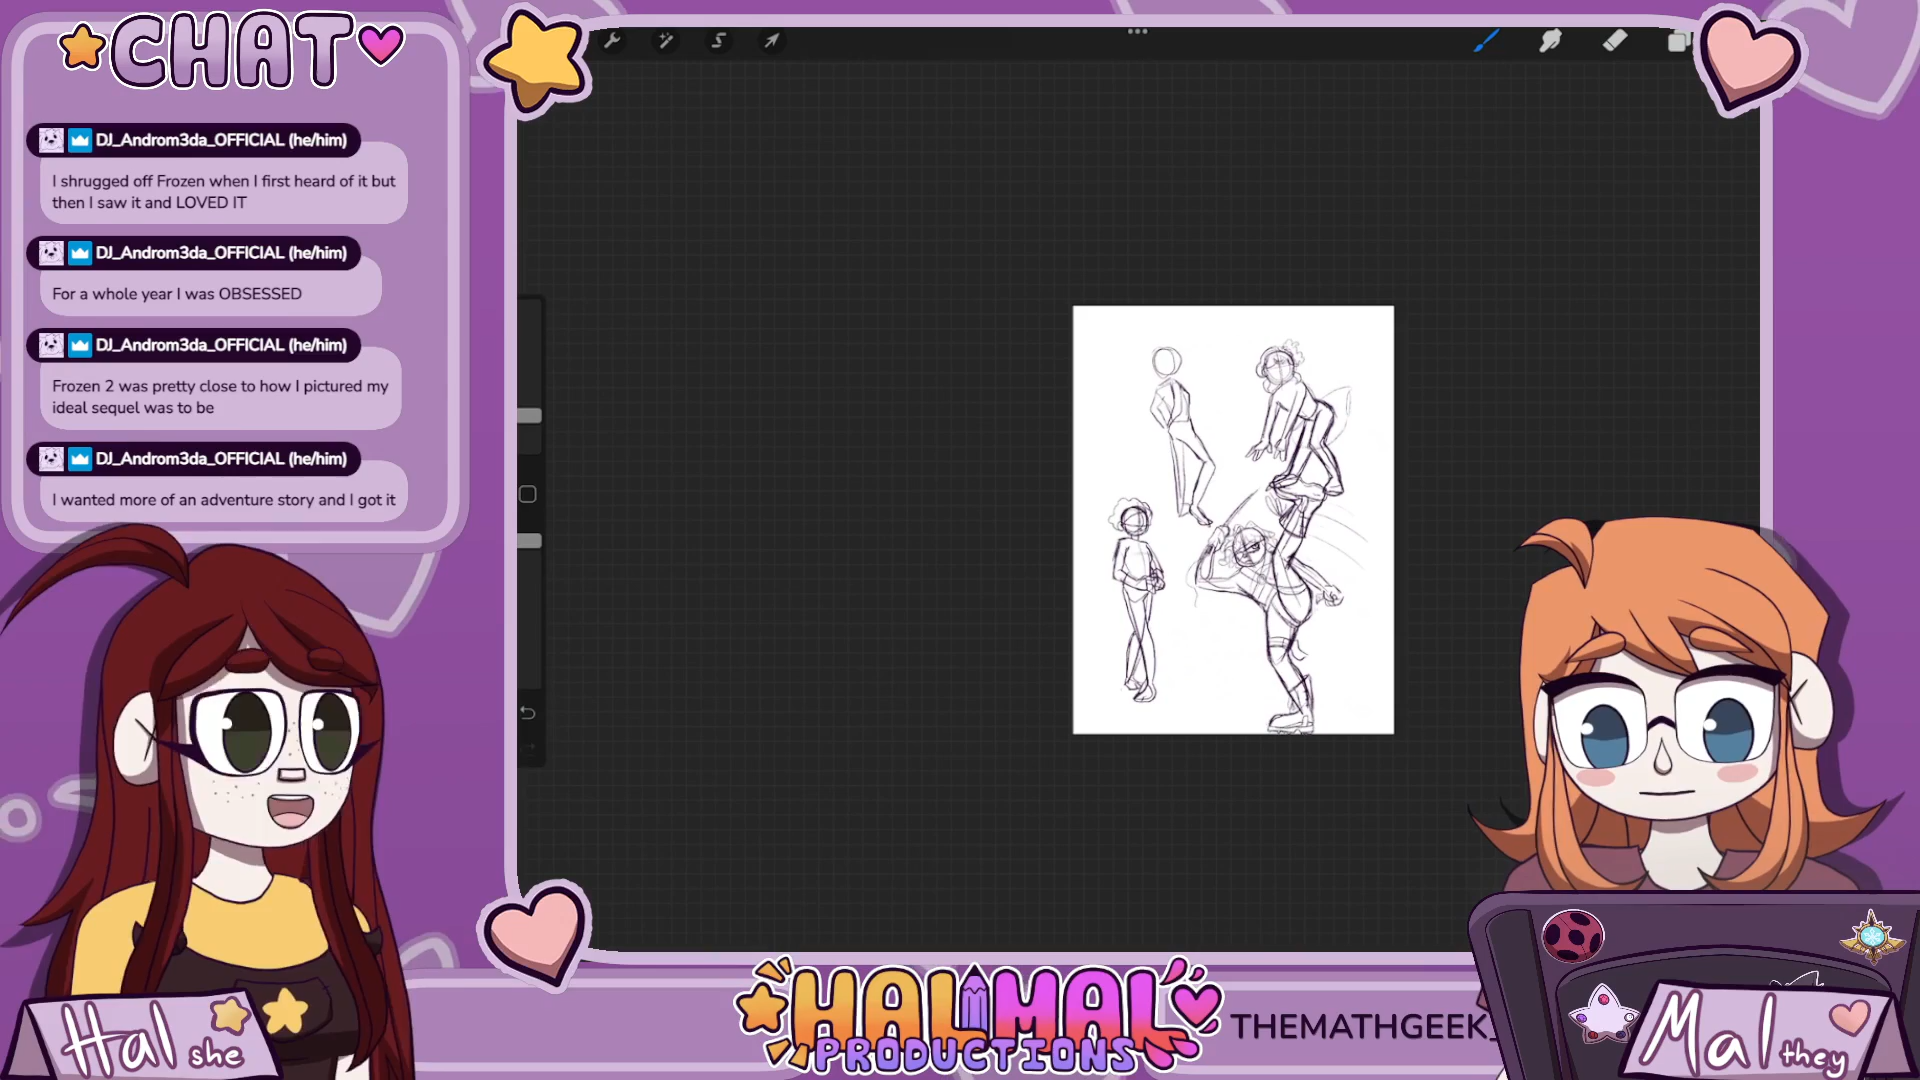 CHAT
DJ_Androm3da_OFFICIAL (he/him)
I shrugged off Frozen when I first heard of it but
then I saw it and LOVED IT
DJ_Androm3da_OFFICIAL (he/him)
For a whole year I was OBSESSED
DJ_Androm3da_OFFICIAL (he/him)
Frozen 2 was pretty close to how I pictured my
ideal sequel was to be
DJ_Androm3da_OFFICIAL (he/him)
I wanted more of an adventure story and I got it
Hal she
HALMAL
PRODUCTIONS
THEMATHGEEK_
Mal they